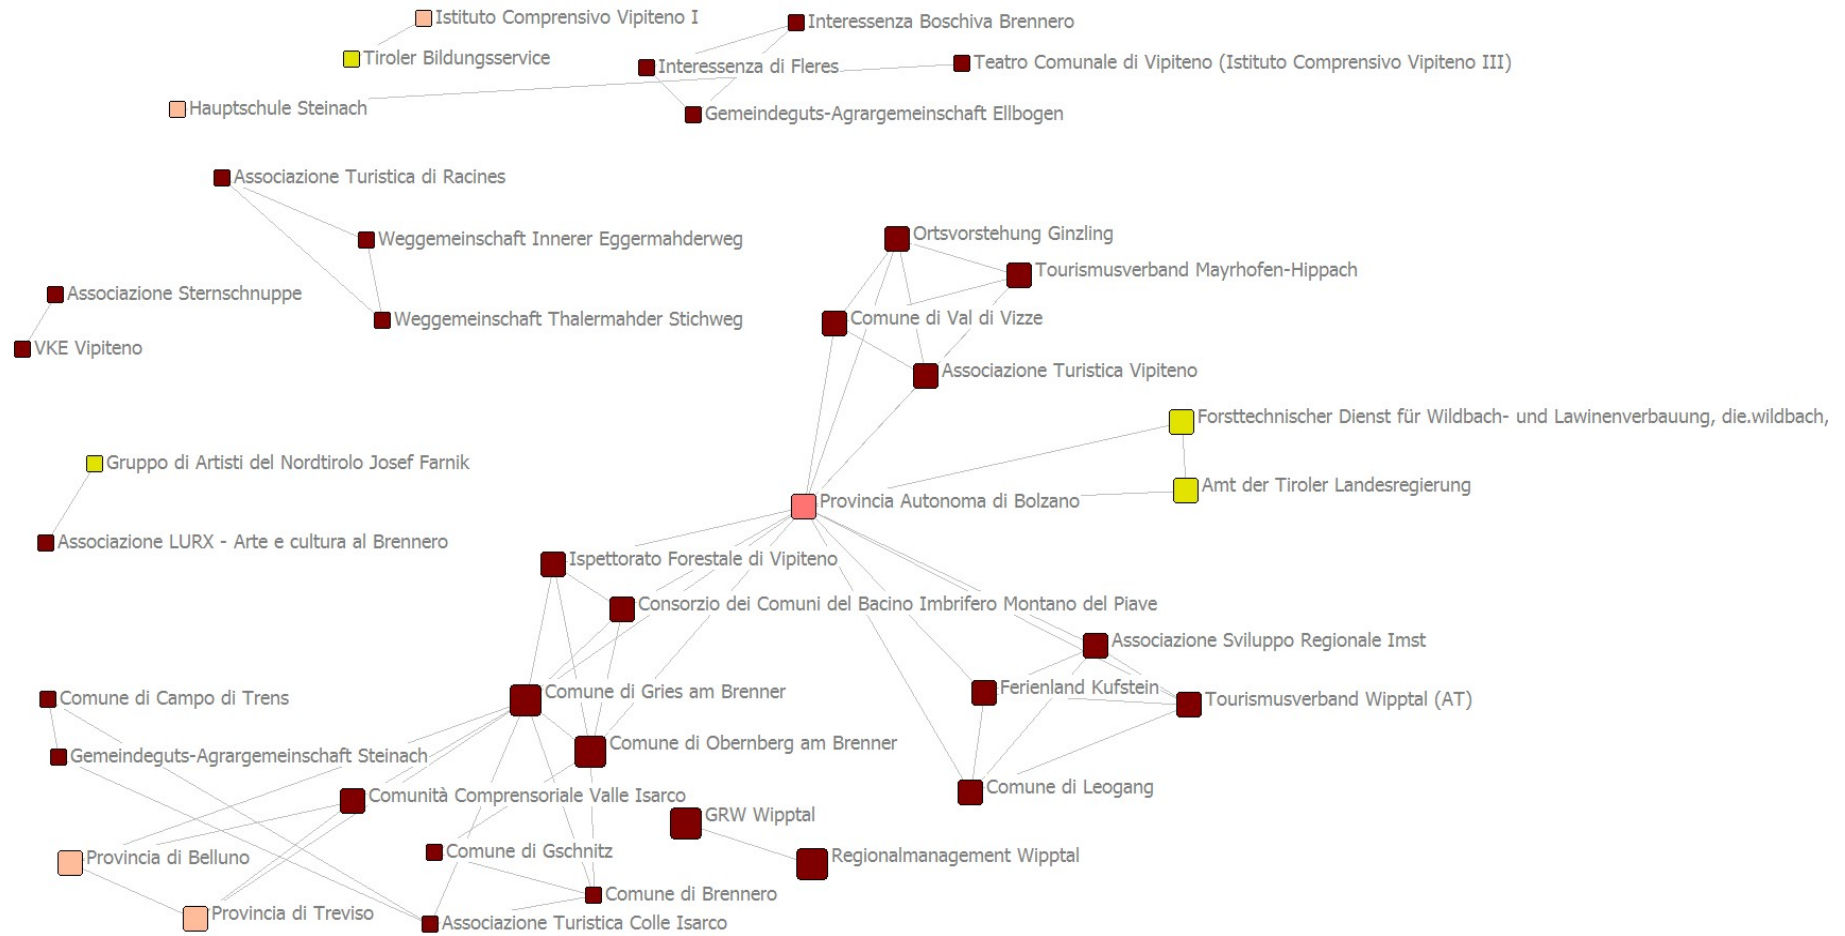 Istituto Comprensivo Vipiteno I
Interessenza Boschiva Brennero
Tiroler Bildungsservice
Interessenza di Fleres
Teatro Comunale di Vipiteno (Istituto Comprensivo Vipiteno III)
Hauptschule Steinach
Gemeindeguts-Agrargemeinschaft Ellbogen
Associazione Turistica di Racines
Weggemeinschaft Innerer Eggermahderweg
Ortsvorstehung Ginzling
Tourismusverband Mayrhofen-Hippach
Associazione Sternschnuppe
Weggemeinschaft Thalermahder Stichweg
Comune di Val di Vizze
VKE Vipiteno
Associazione Turistica Vipiteno
Forsttechnischer Dienst für Wildbach- und Lawinenverbauung, die.wildbach,
Gruppo di Artisti del Nordtirolo Josef Farnik
Amt der Tiroler Landesregierung
Provincia Autonoma di Bolzano
Associazione LURX - Arte e cultura al Brennero
Ispettorato Forestale di Vipiteno
Consorzio dei Comuni del Bacino Imbrifero Montano del Piave
Associazione Sviluppo Regionale Imst
Comune di Campo di Trens
Comune di Gries am Brenner
Ferienland Kufstein
Tourismusverband Wipptal (AT)
Gemeindeguts-Agrargemeinschaft Steinach
Comune di Obernberg am Brenner
Comunità Comprensoriale Valle Isarco
Comune di Leogang
GRW Wipptal
Provincia di Belluno
Comune di Gschnitz
Regionalmanagement Wipptal
Comune di Brennero
Provincia di Treviso
Associazione Turistica Colle Isarco